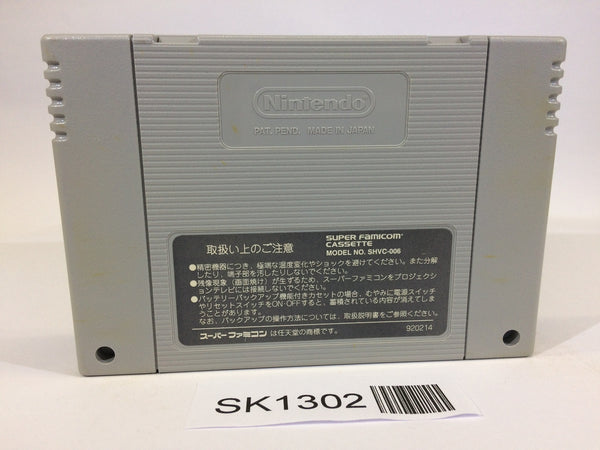 Nintendo
PAT. PEND. MADE IN JAPAN
取扱い上のご注意
SUPER FAMICOM
CASSETTE
MODEL NO. SHVC-006
●精密機器につき、極端な温度変化やショックを避けてください。また分解
したり、端子部を汚したりしないでください。
●残像現象（画面焼け）が生ずるため、スーパーファミコンをプロジェクシ
ョンテレビには接続しないでください。
●バッテリーバックアップ機能付きカセットの場合、むやみに電源スイッチ
やリセットスイッチをON・OFFすると、蓄積されている内容が消えてしま
うことがあります。
なお、バックアップの操作方法については、取扱説明書をご参照ください。
スーパーファミコンは任天堂の商標です。
920214
SK1302